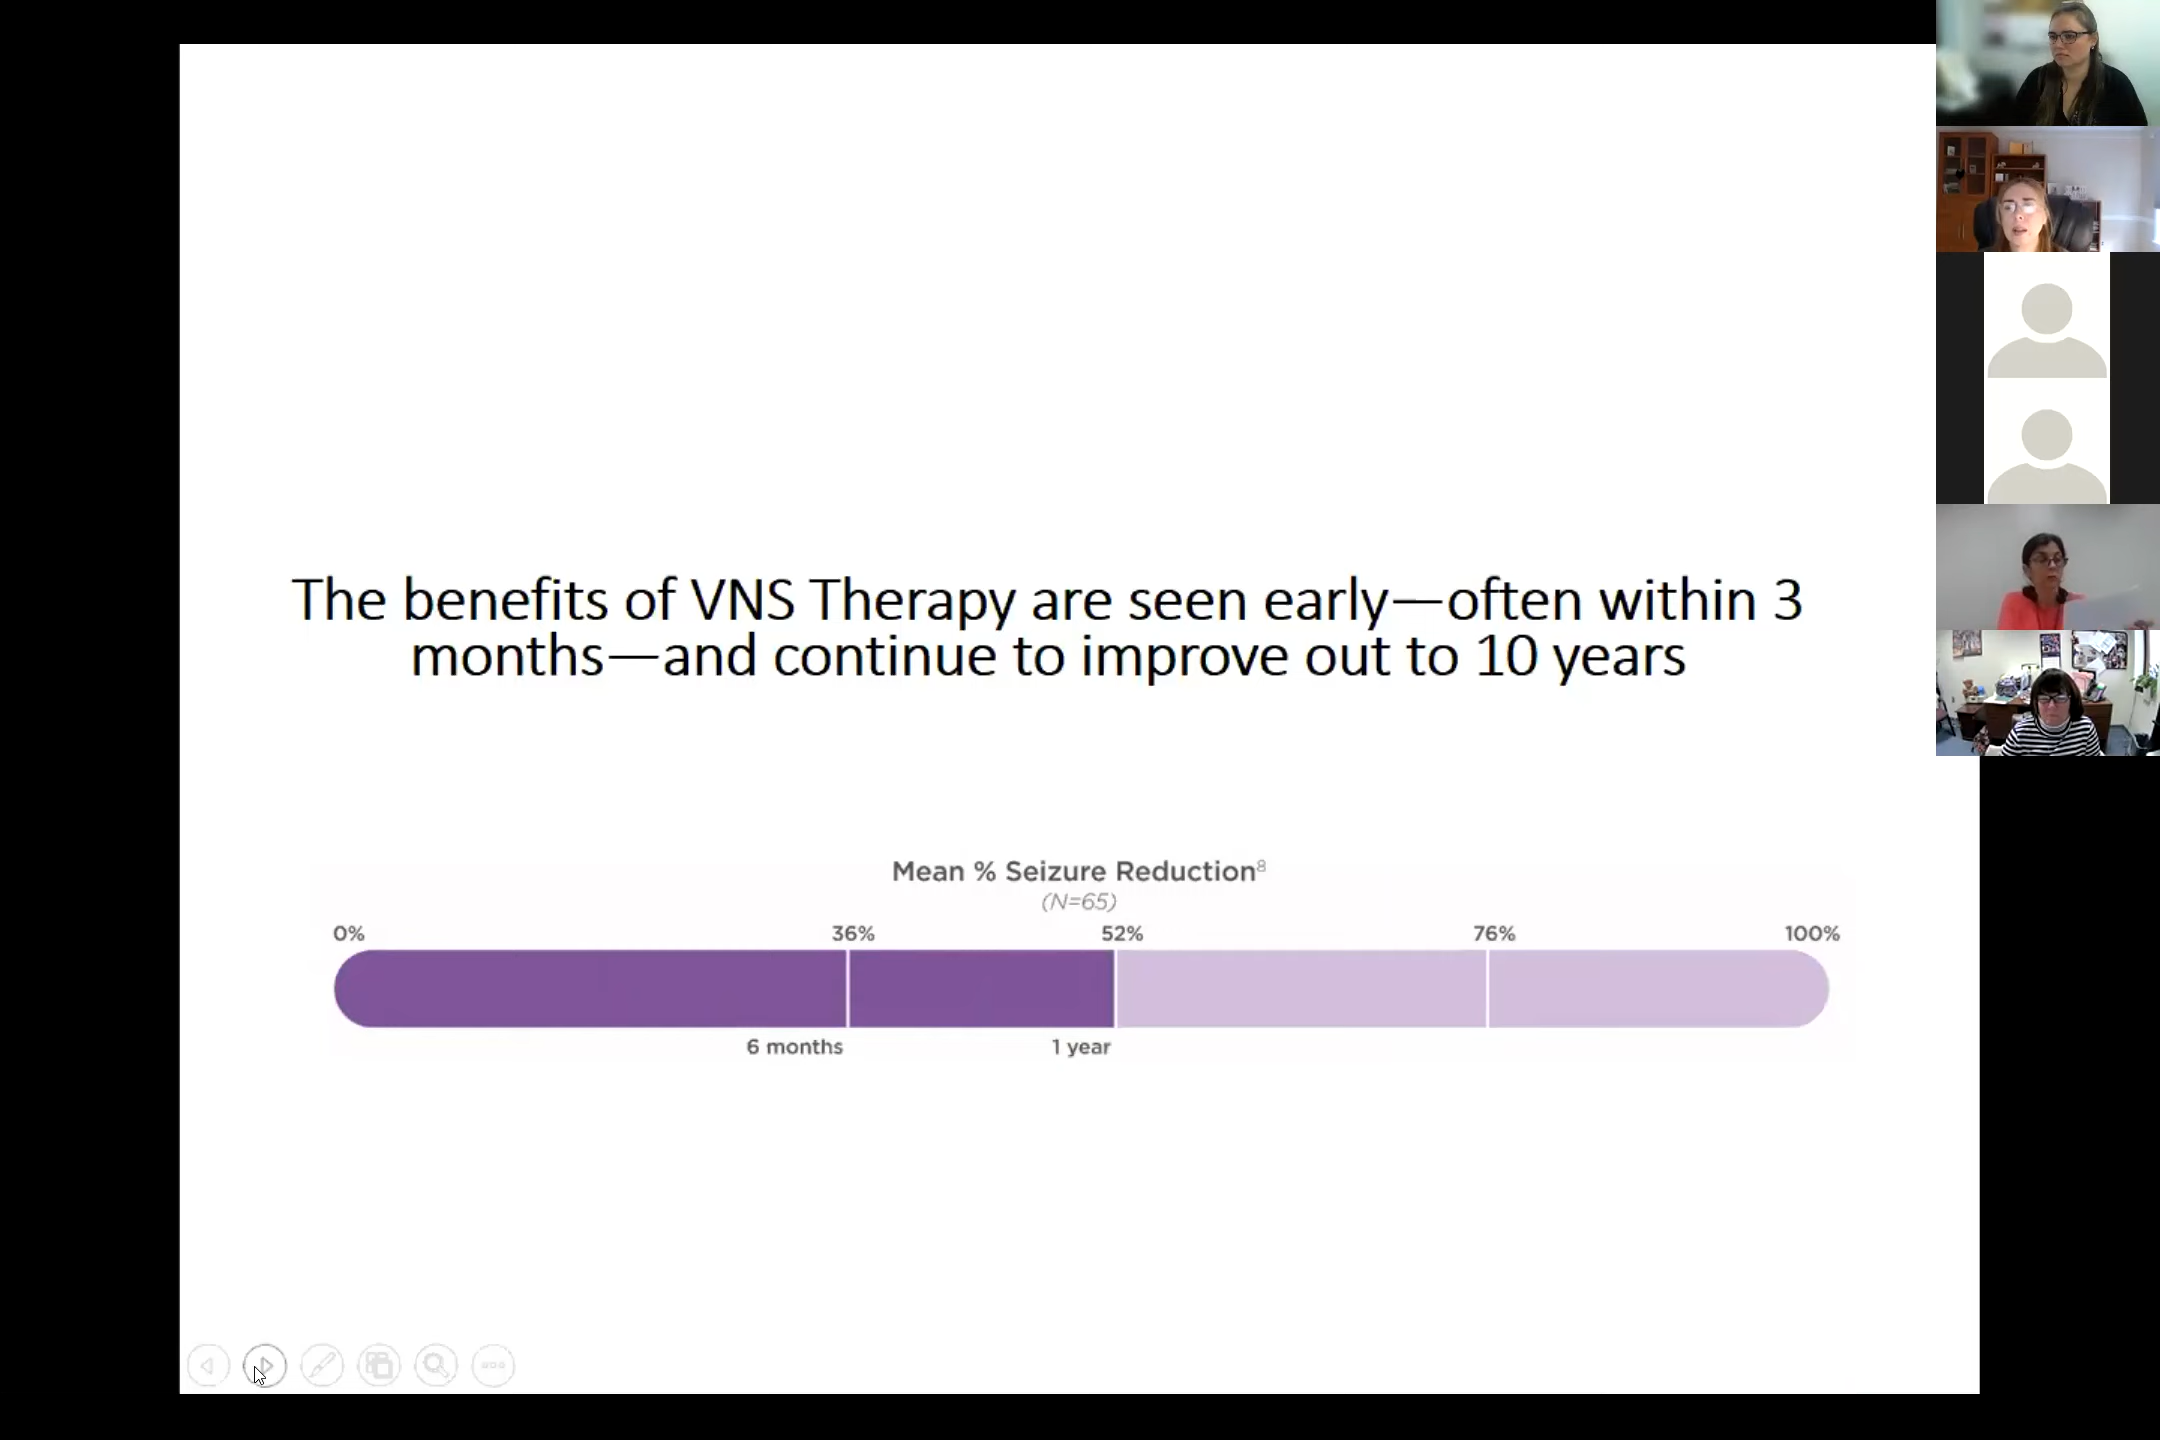 The benefits of VNS Therapy are seen early—often within 3
months—and continue to improve out to 10 years
Mean % Seizure Reduction⁸
(N=65)
0% 36% 52% 76% 100%
6 months 1 year